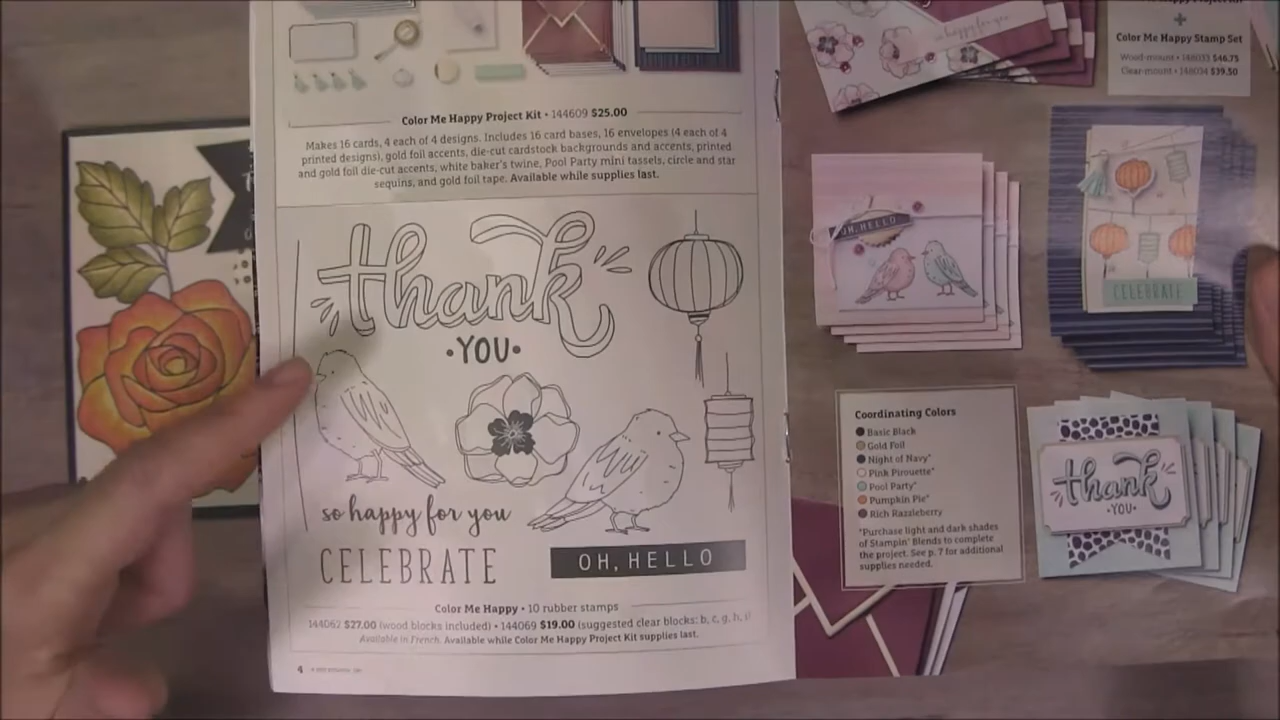 Color Me Happy Project Kit • 144609 $25.00
Makes 16 cards, 4 each of 4 designs. Includes 16 card bases, 16 envelopes (4 each of 4
printed designs), gold foil accents, die-cut cardstock backgrounds and accents, printed
and gold foil die-cut accents, white baker's twine, Pool Party mini tassels, circle and star
sequins, and gold foil tape. Available while supplies last.
thank
•YOU•
so happy for you
CELEBRATE
OH, HELLO
Color Me Happy • 10 rubber stamps
144062 $27.00 (wood blocks included) • 144069 $19.00 (suggested clear blocks: b, c, g, h, i)
Available in French. Available while Color Me Happy Project Kit supplies last.
4
so happy for you
+
Color Me Happy Stamp Set
Wood-mount • 148033 $46.75
Clear-mount • 148034 $39.50
OH, HELLO
CELEBRATE
Coordinating Colors
Basic Black
Gold Foil
Night of Navy*
Pink Pirouette*
Pool Party*
Pumpkin Pie*
Rich Razzleberry
*Purchase light and dark shades
of Stampin' Blends to complete
the project. See p. 7 for additional
supplies needed.
thank
•YOU•